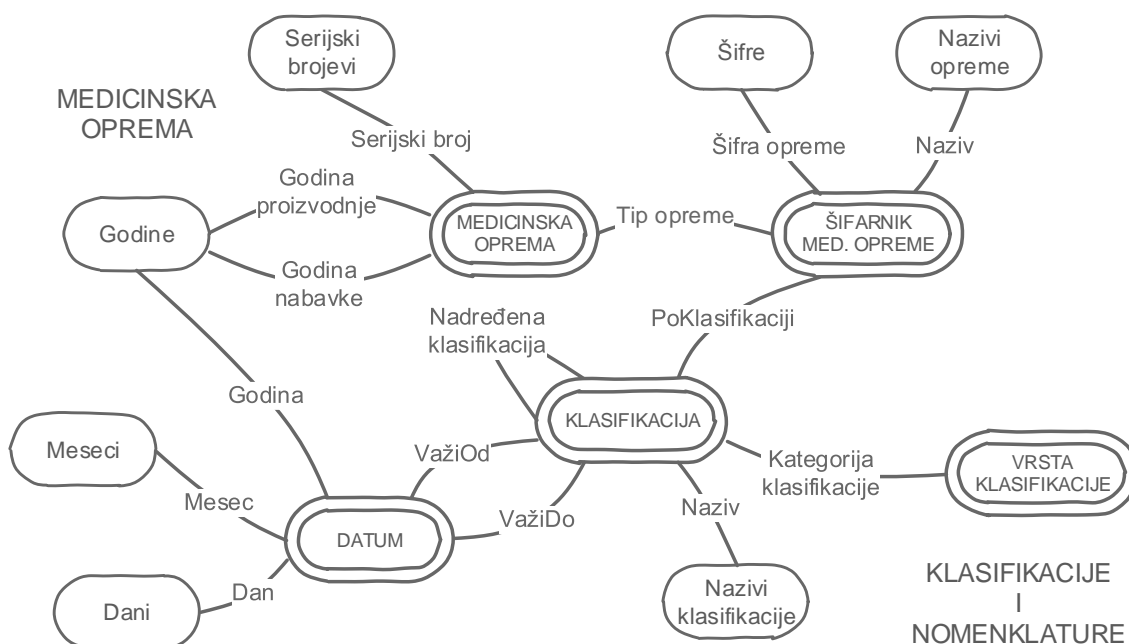 Serijski
brojevi
Šifre
Nazivi
opreme
MEDICINSKA
OPREMA
Serijski broj
Šifra opreme
Naziv
Godina
proizvodnje
Godine
MEDICINSKA
OPREMA
Tip opreme
ŠIFARNIK
MED. OPREME
Godina
nabavke
Nadređena
klasifikacija
PoKlasifikaciji
Godina
KLASIFIKACIJA
Meseci
VažiOd
Kategorija
klasifikacije
VRSTA
KLASIFIKACIJE
Mesec
VažiDo
Naziv
DATUM
Dan
Dani
Nazivi
klasifikacije
KLASIFIKACIJE
I
NOMENKLATURE